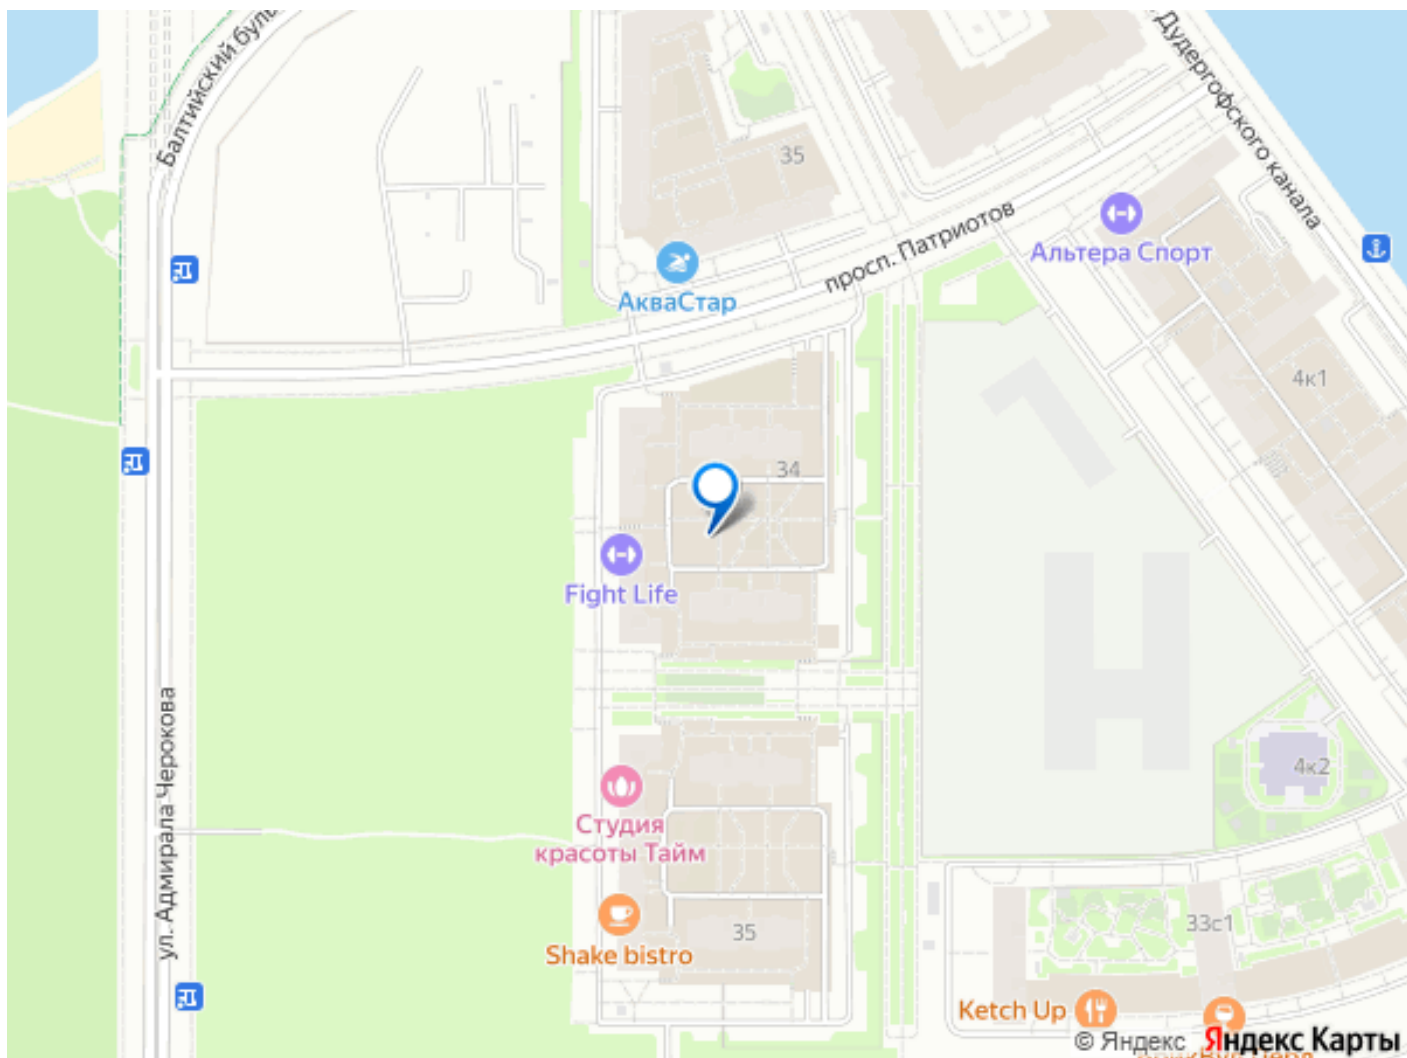 Балтийский буль
Дудергофского канала
35
просп. Патриотов
Альтера Спорт
АкваСтар
4к1
34
Fight Life
ул. Адмирала Черокова
4к2
Студия
красоты Тайм
33с1
35
Shake bistro
Ketch Up
© Яндекс Яндекс Карты